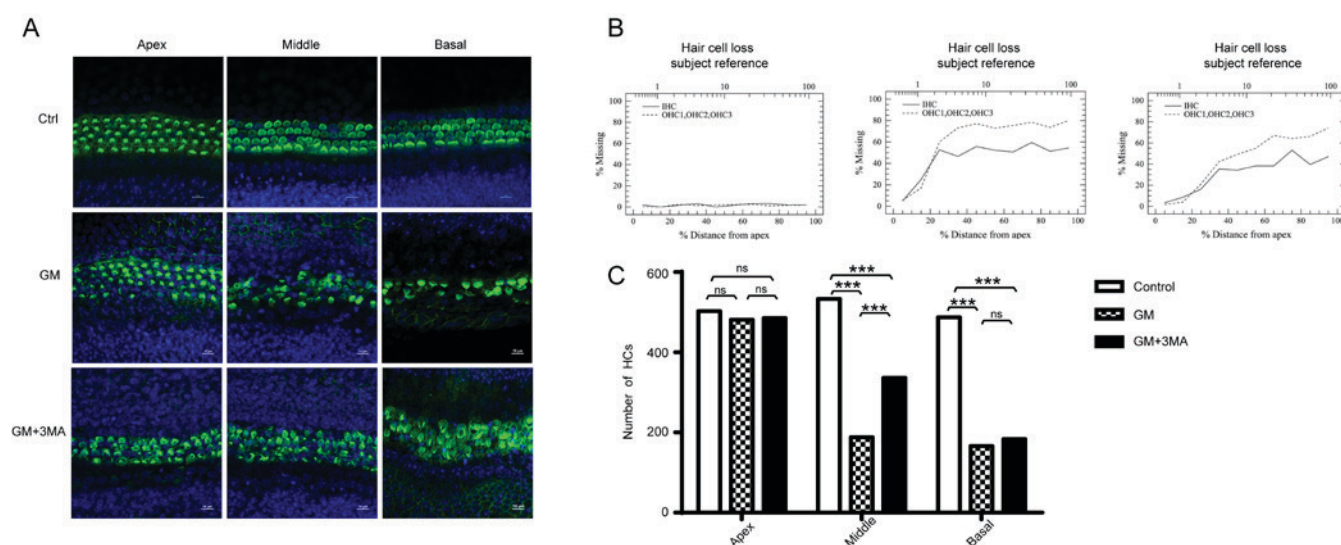 A
Apex
Middle
Basal
Ctrl
GM
GM+3MA
B
Hair cell loss
subject reference
1
10
100
IHC
OHC1,OHC2,OHC3
% Missing
100
80
60
40
20
0
0
20
40
60
80
100
% Distance from apex
Hair cell loss
subject reference
1
10
100
IHC
OHC1,OHC2,OHC3
% Missing
100
80
60
40
20
0
0
20
40
60
80
100
% Distance from apex
Hair cell loss
subject reference
1
10
100
IHC
OHC1,OHC2,OHC3
% Missing
100
80
60
40
20
0
0
20
40
60
80
100
% Distance from apex
C
Number of HCs
600
400
200
0
ns
ns
ns
***
***
***
***
***
ns
Apex
Middle
Basal
Control
GM
GM+3MA